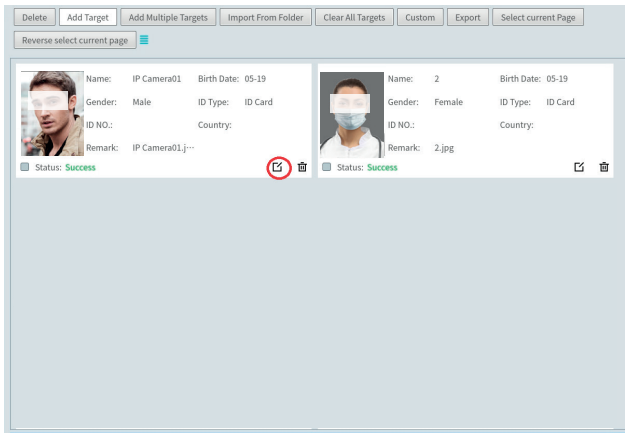 Delete Add Target Add Multiple Targets Import From Folder Clear All Targets Custom Export Select current Page
Reverse select current page
Name: IP Camera01 Birth Date: 05-19
Gender: Male ID Type: ID Card
ID NO.: Country:
Remark: IP Camera01.j···
Status: Success
Name: 2 Birth Date: 05-19
Gender: Female ID Type: ID Card
ID NO.: Country:
Remark: 2.jpg
Status: Success